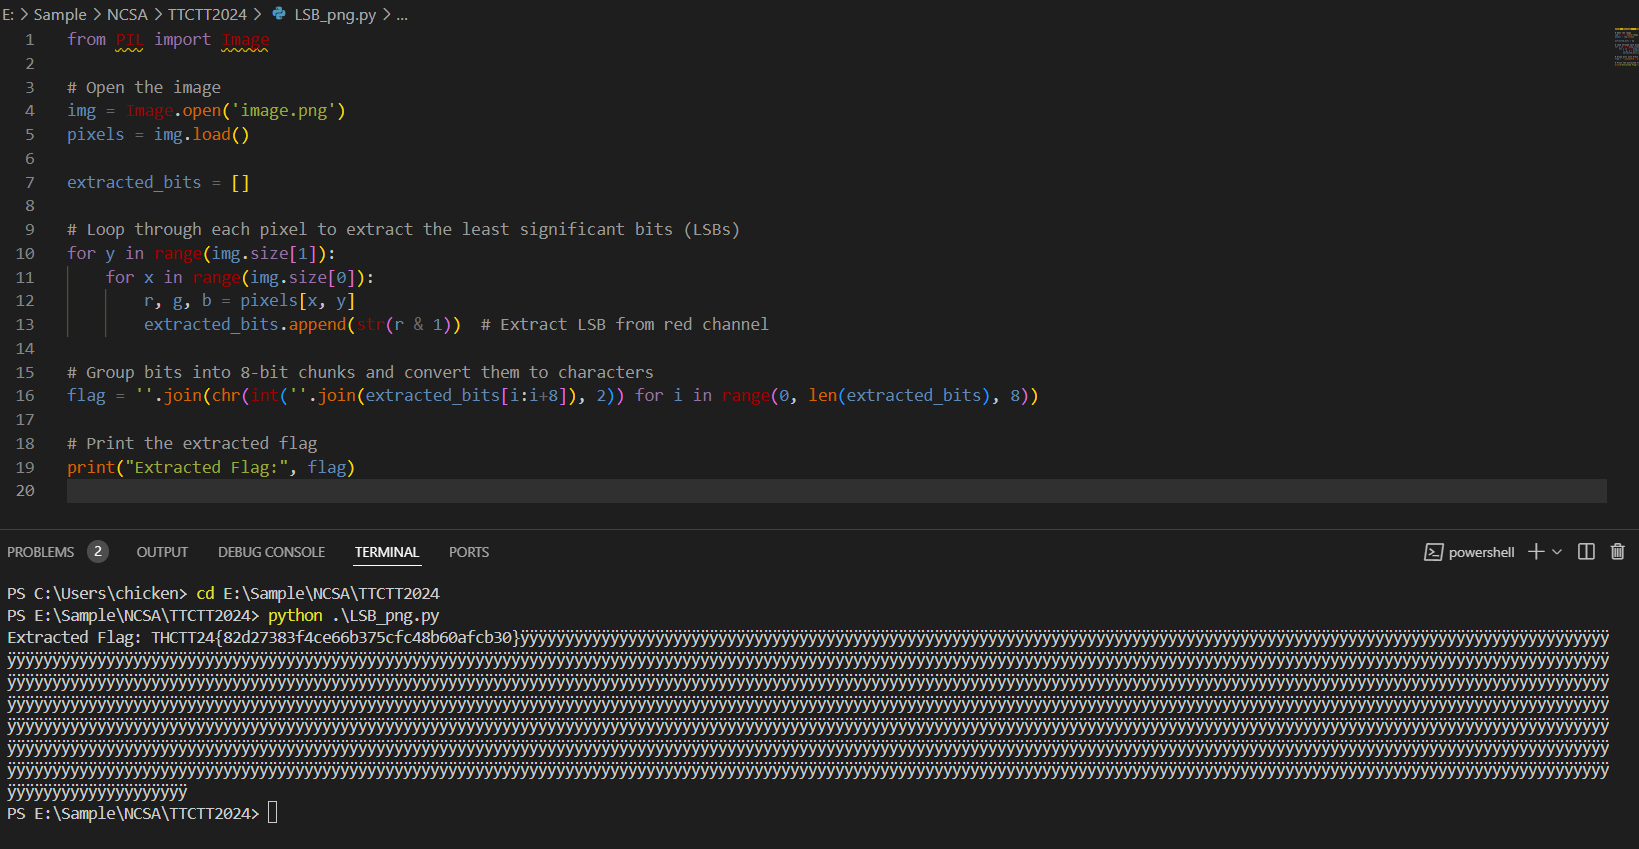 E: > Sample > NCSA > TTCTT2024 > LSB_png.py > ...
1 from PIL import Image
2
3 # Open the image
4 img = Image.open('image.png')
5 pixels = img.load()
6
7 extracted_bits = []
8
9 # Loop through each pixel to extract the least significant bits (LSBs)
10 for y in range(img.size[1]):
11 for x in range(img.size[0]):
12 r, g, b = pixels[x, y]
13 extracted_bits.append(str(r & 1))  # Extract LSB from red channel
14
15 # Group bits into 8-bit chunks and convert them to characters
16 flag = ''.join(chr(int(''.join(extracted_bits[i:i+8]), 2)) for i in range(0, len(extracted_bits), 8))
17
18 # Print the extracted flag
19 print("Extracted Flag:", flag)
20
PROBLEMS 2 OUTPUT DEBUG CONSOLE TERMINAL PORTS powershell
PS C:\Users\chicken> cd E:\Sample\NCSA\TTCTT2024
PS E:\Sample\NCSA\TTCTT2024> python .\LSB_png.py
Extracted Flag: THCTT24{82d27383f4ce66b375cfc48b60afcb30}
ÿÿÿÿÿÿÿÿÿÿÿÿÿÿÿÿÿÿÿÿ
PS E:\Sample\NCSA\TTCTT2024>